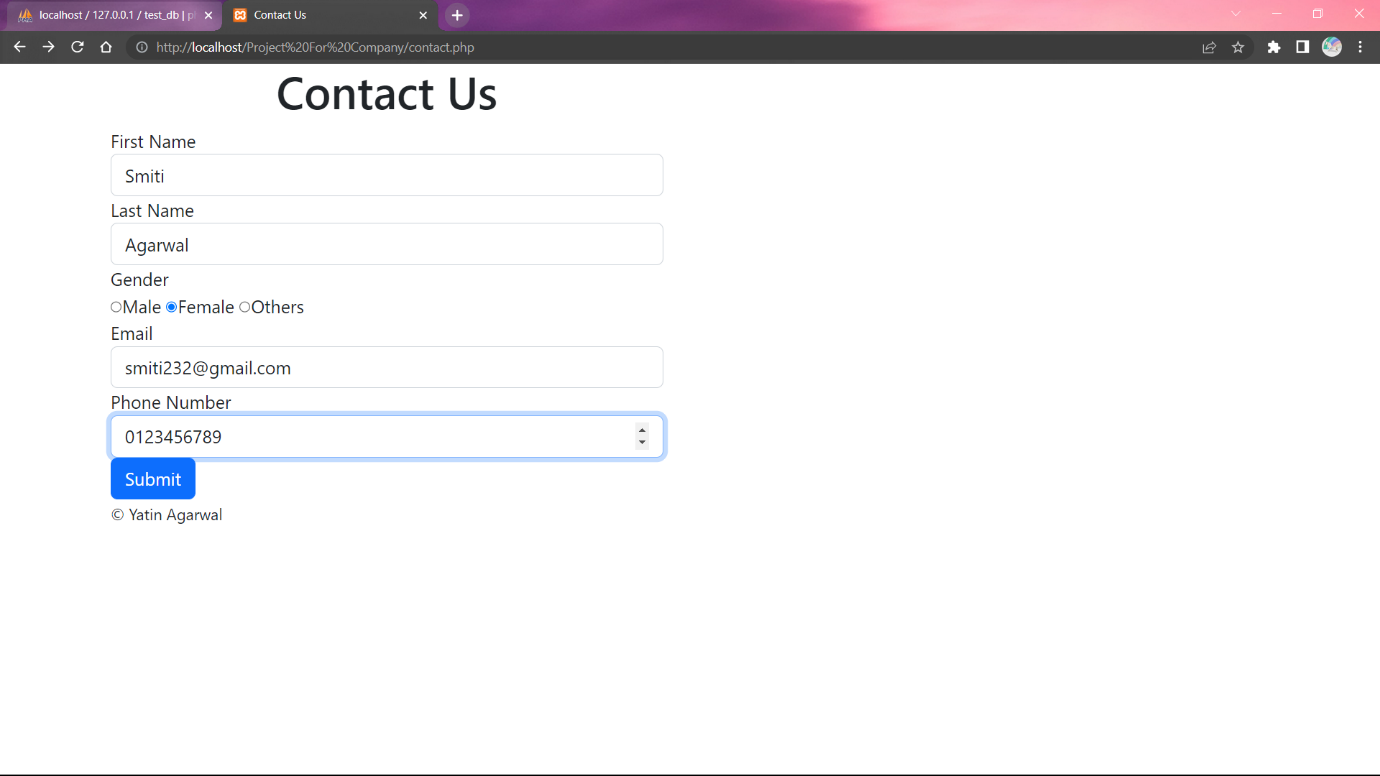 localhost / 127.0.0.1 / test_db | p
Contact Us
http://localhost/Project%20For%20Company/contact.php
Contact Us
First Name
Smiti
Last Name
Agarwal
Gender
Male Female Others
Email
smiti232@gmail.com
Phone Number
0123456789
Submit
© Yatin Agarwal